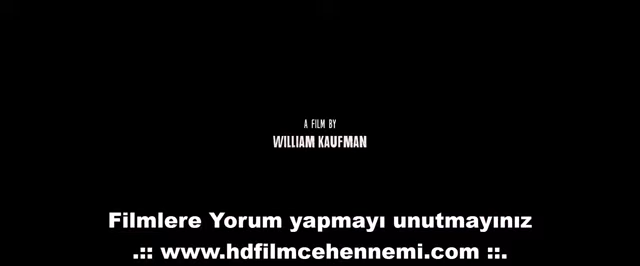 A FILM BY
WILLIAM KAUFMAN
Filmlere Yorum yapmayı unutmayınız
.:: www.hdfilmcehennemi.com ::.